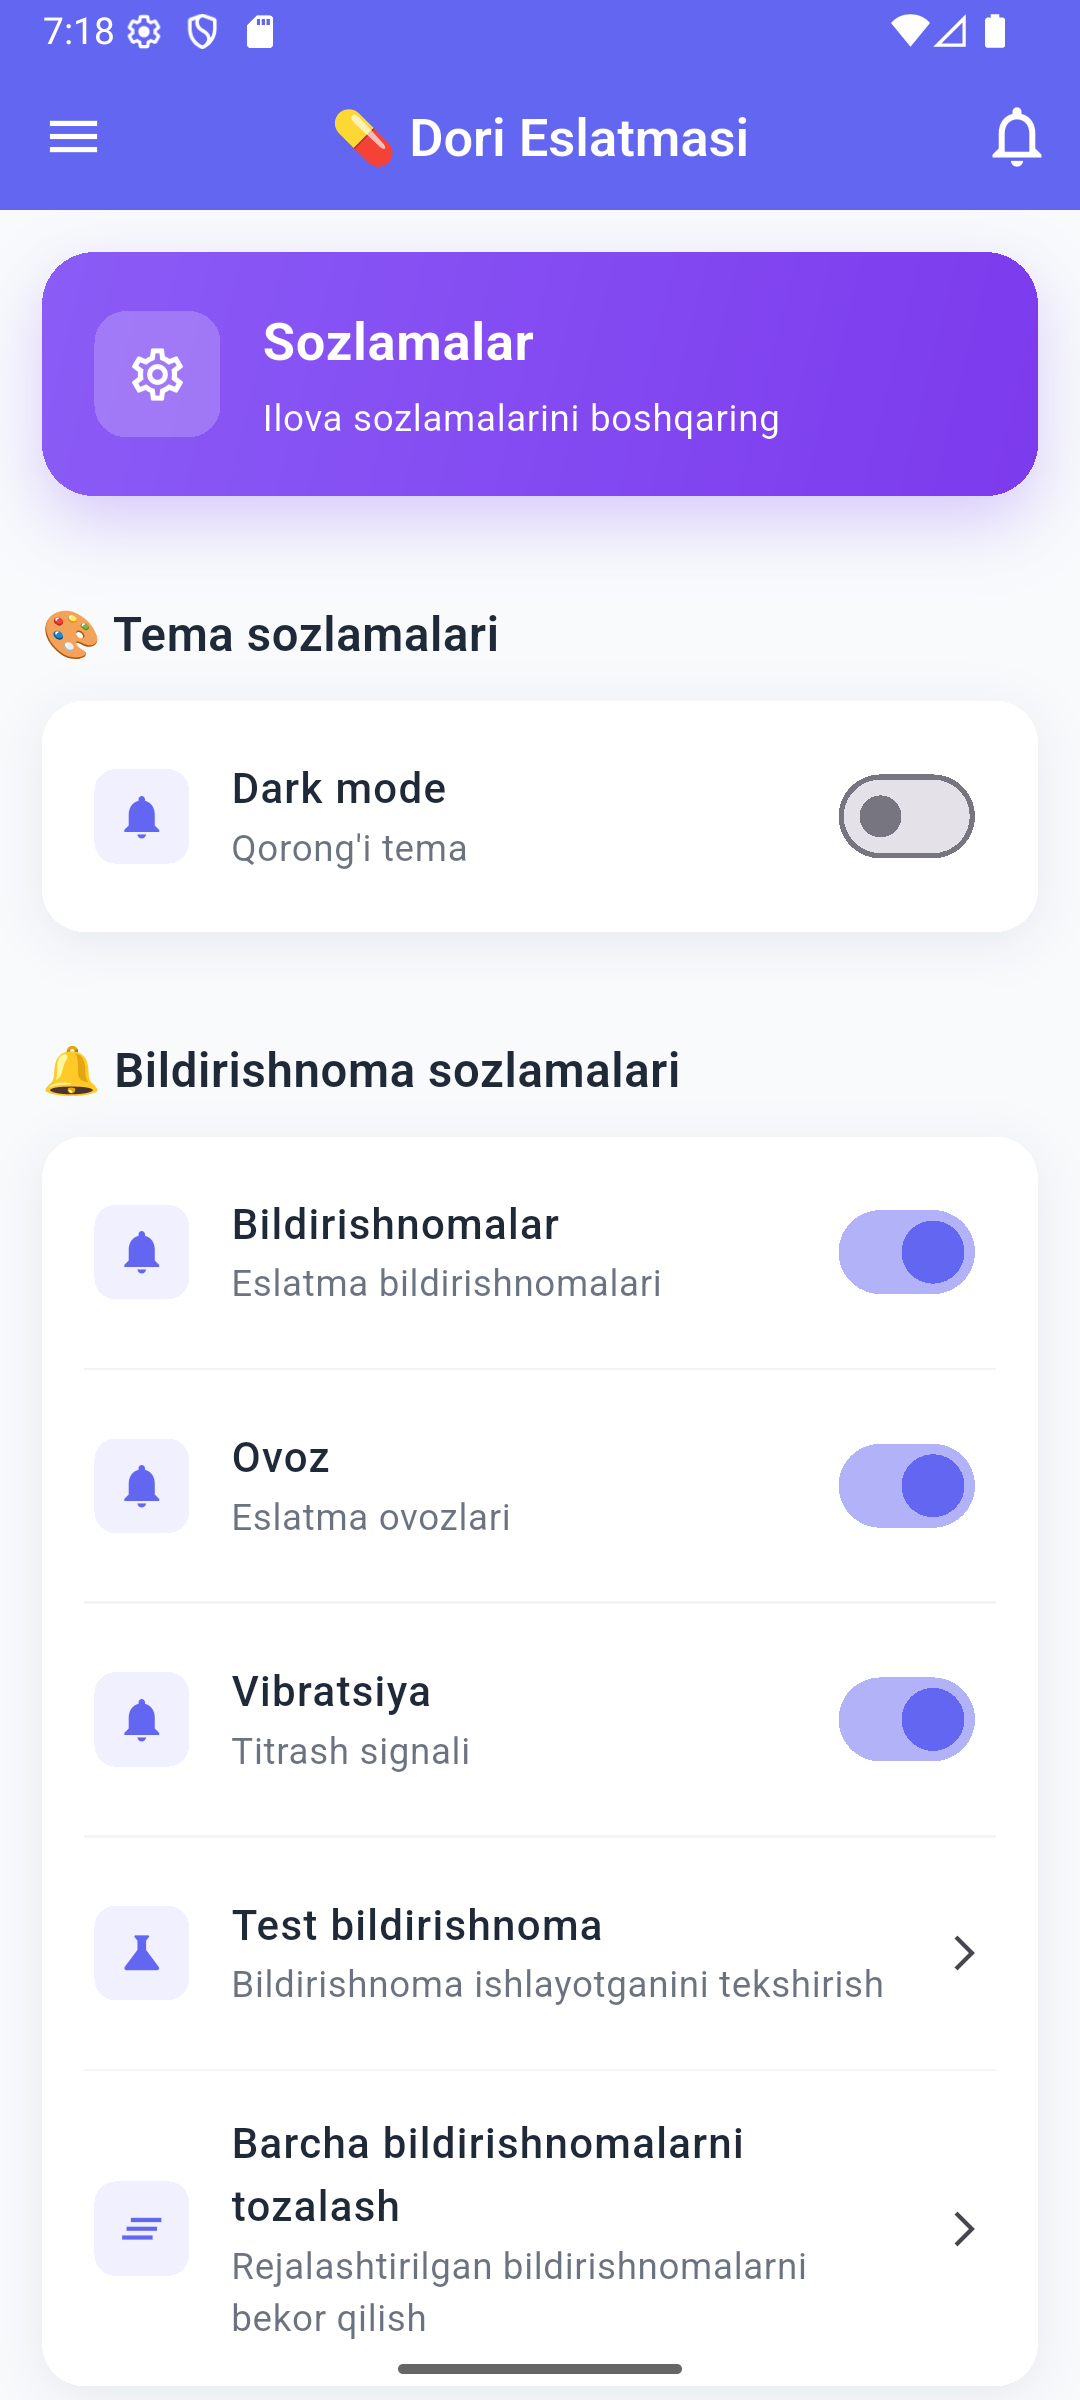 7:18
💊 Dori Eslatmasi
Sozlamalar
Ilova sozlamalarini boshqaring
🎨 Tema sozlamalari
Dark mode
Qorong'i tema
🔔 Bildirishnoma sozlamalari
Bildirishnomalar
Eslatma bildirishnomalari
Ovoz
Eslatma ovozlari
Vibratsiya
Titrash signali
Test bildirishnoma
Bildirishnoma ishlayotganini tekshirish
Barcha bildirishnomalarni
tozalash
Rejalashtirilgan bildirishnomalarni
bekor qilish